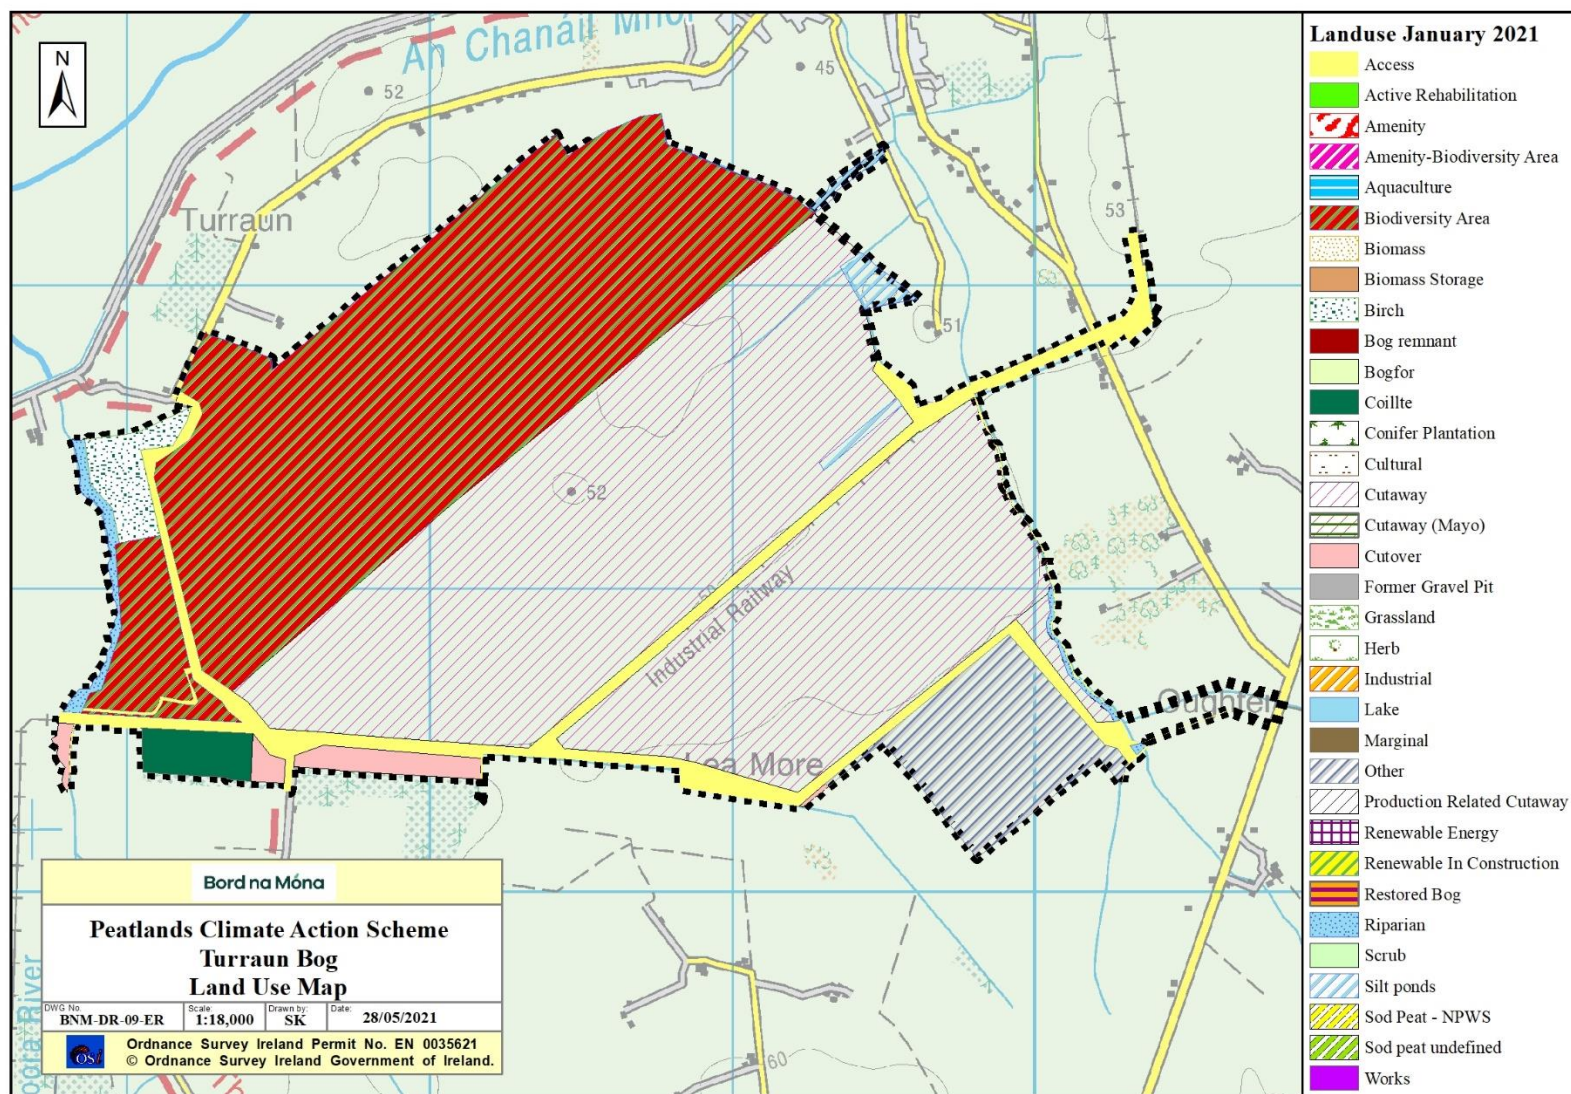 N
An Chanáil Mhór
52
45
53
Turraun
51
52
50
Industrial Railway
Lea More
Oughter
60
River
Bord na Móna
Peatlands Climate Action Scheme
Turraun Bog
Land Use Map
DWG No.
BNM-DR-09-ER
Scale:
1:18,000
Drawn by:
SK
Date:
28/05/2021
OSi
Ordnance Survey Ireland Permit No. EN 0035621
© Ordnance Survey Ireland Government of Ireland.
Landuse January 2021
Access
Active Rehabilitation
Amenity
Amenity-Biodiversity Area
Aquaculture
Biodiversity Area
Biomass
Biomass Storage
Birch
Bog remnant
Bogfor
Coillte
Conifer Plantation
Cultural
Cutaway
Cutaway (Mayo)
Cutover
Former Gravel Pit
Grassland
Herb
Industrial
Lake
Marginal
Other
Production Related Cutaway
Renewable Energy
Renewable In Construction
Restored Bog
Riparian
Scrub
Silt ponds
Sod Peat - NPWS
Sod peat undefined
Works